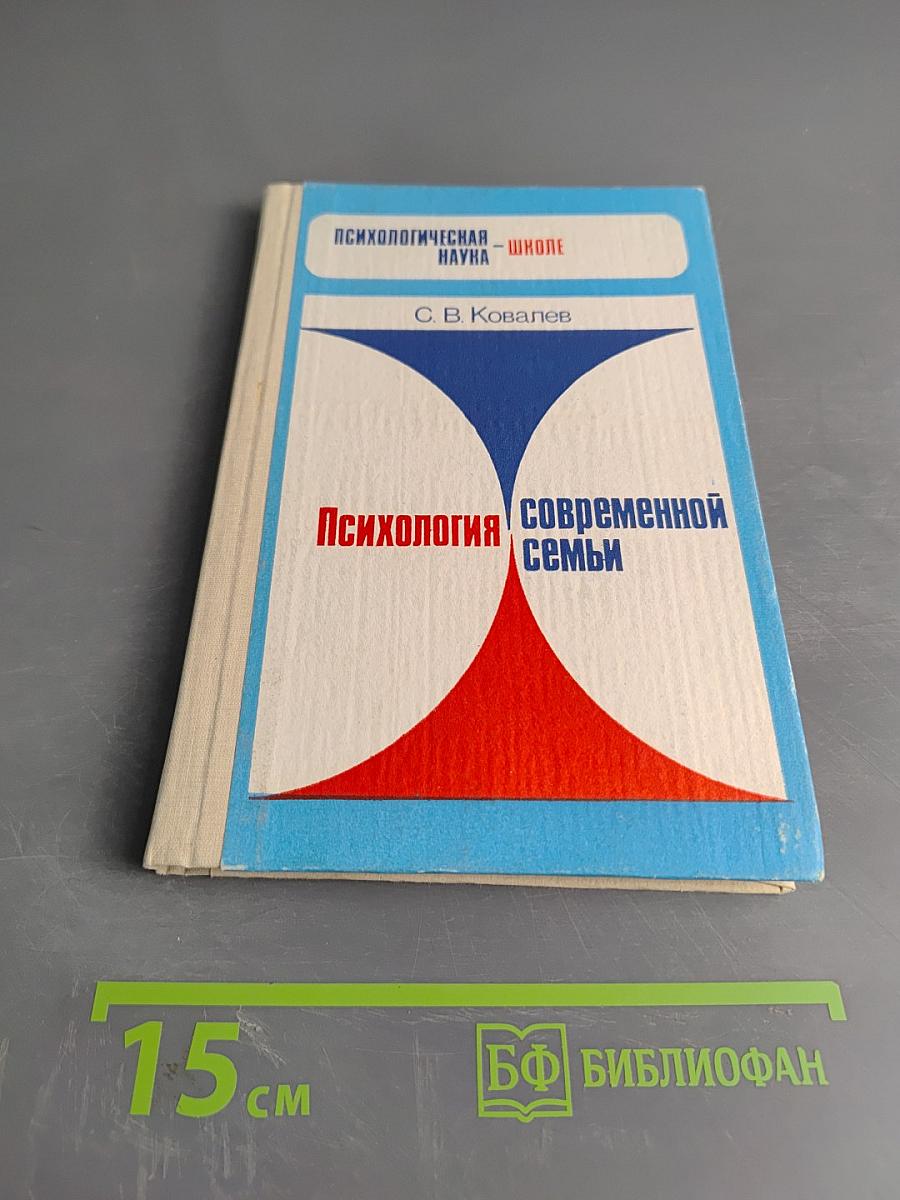 ПСИХОЛОГИЧЕСКАЯ
НАУКА – ШКОЛЕ
С. В. Ковалев
Психология
современной
семьи
15 см
БФ БИБЛИОФАН